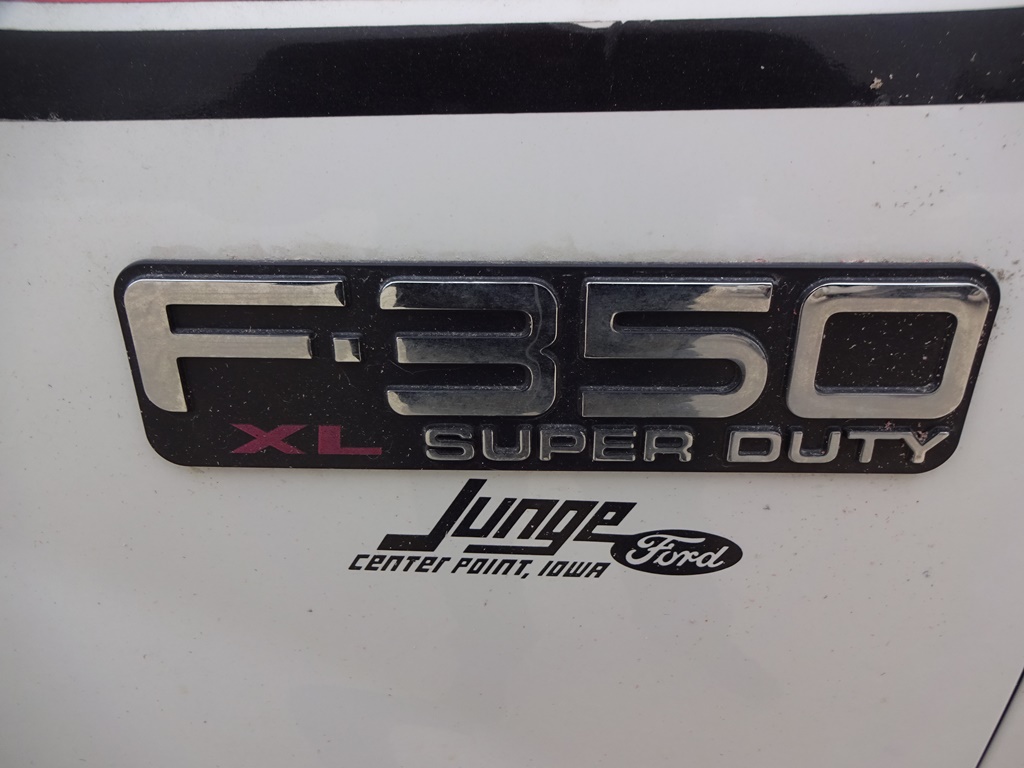 F-350
XL SUPER DUTY
Junge
CENTER POINT, IOWA Ford